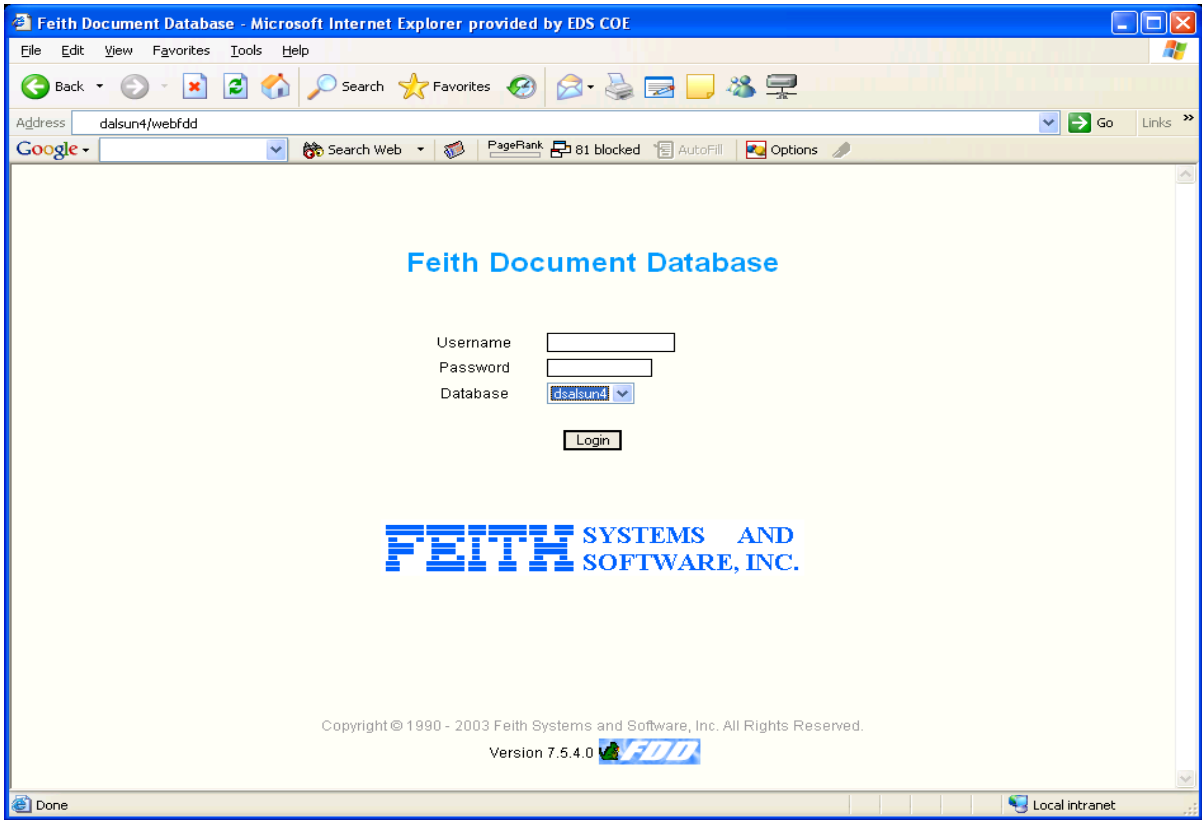 Feith Document Database - Microsoft Internet Explorer provided by EDS COE
File Edit View Favorites Tools Help
Back Search Favorites
Address dalsun4/webfdd Go Links »
Google Search Web PageRank 81 blocked AutoFill Options
Feith Document Database
Username
Password
Database dsalsun4
Login
FEITH SYSTEMS AND
SOFTWARE, INC.
Copyright © 1990 - 2003 Feith Systems and Software, Inc. All Rights Reserved.
Version 7.5.4.0 FDD
Done Local intranet